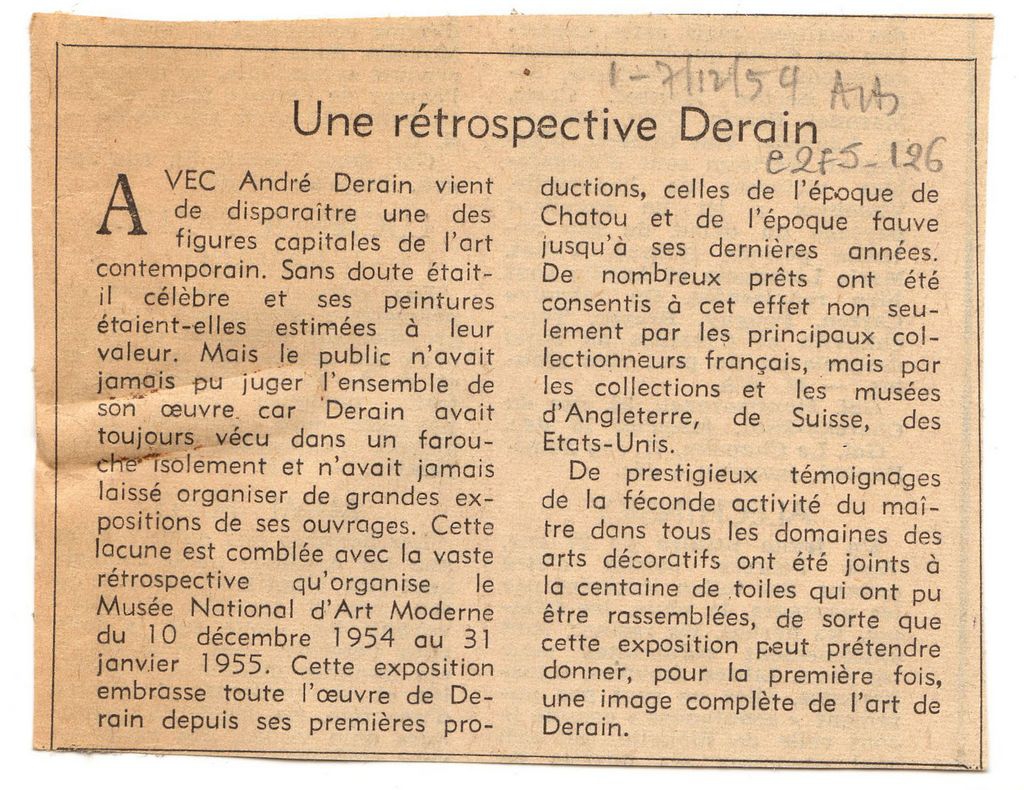 1-7/12/54 Arts
Une rétrospective Derain
e 275-126
AVEC André Derain vient
de disparaître une des
figures capitales de l'art
contemporain. Sans doute était-
il célèbre et ses peintures
étaient-elles estimées à leur
valeur. Mais le public n'avait
jamais pu juger l'ensemble de
son œuvre car Derain avait
toujours vécu dans un farou-
che isolement et n'avait jamais
laissé organiser de grandes ex-
positions de ses ouvrages. Cette
lacune est comblée avec la vaste
rétrospective qu'organise le
Musée National d'Art Moderne
du 10 décembre 1954 au 31
janvier 1955. Cette exposition
embrasse toute l'œuvre de De-
rain depuis ses premières pro-
ductions, celles de l'époque de
Chatou et de l'époque fauve
jusqu'à ses dernières années.
De nombreux prêts ont été
consentis à cet effet non seu-
lement par les principaux col-
lectionneurs français, mais par
les collections et les musées
d'Angleterre, de Suisse, des
Etats-Unis.
De prestigieux témoignages
de la féconde activité du maî-
tre dans tous les domaines des
arts décoratifs ont été joints à
la centaine de toiles qui ont pu
être rassemblées, de sorte que
cette exposition peut prétendre
donner, pour la première fois,
une image complète de l'art de
Derain.